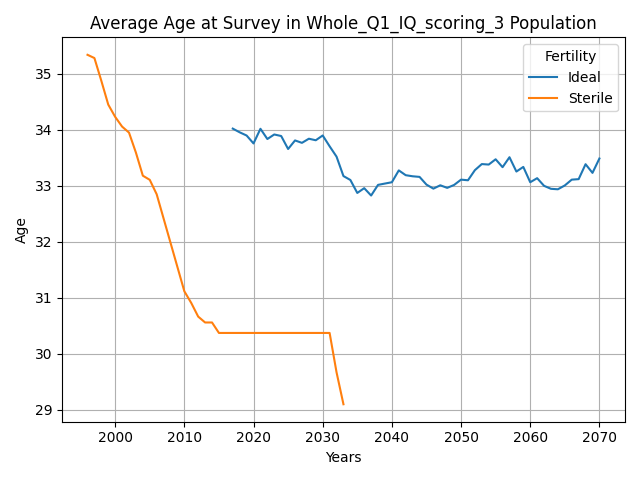 Average Age at Survey in Whole_Q1_IQ_scoring_3 Population
Fertility
Ideal
Sterile
Age
35
34
33
32
31
30
29
2000 2010 2020 2030 2040 2050 2060 2070
Years